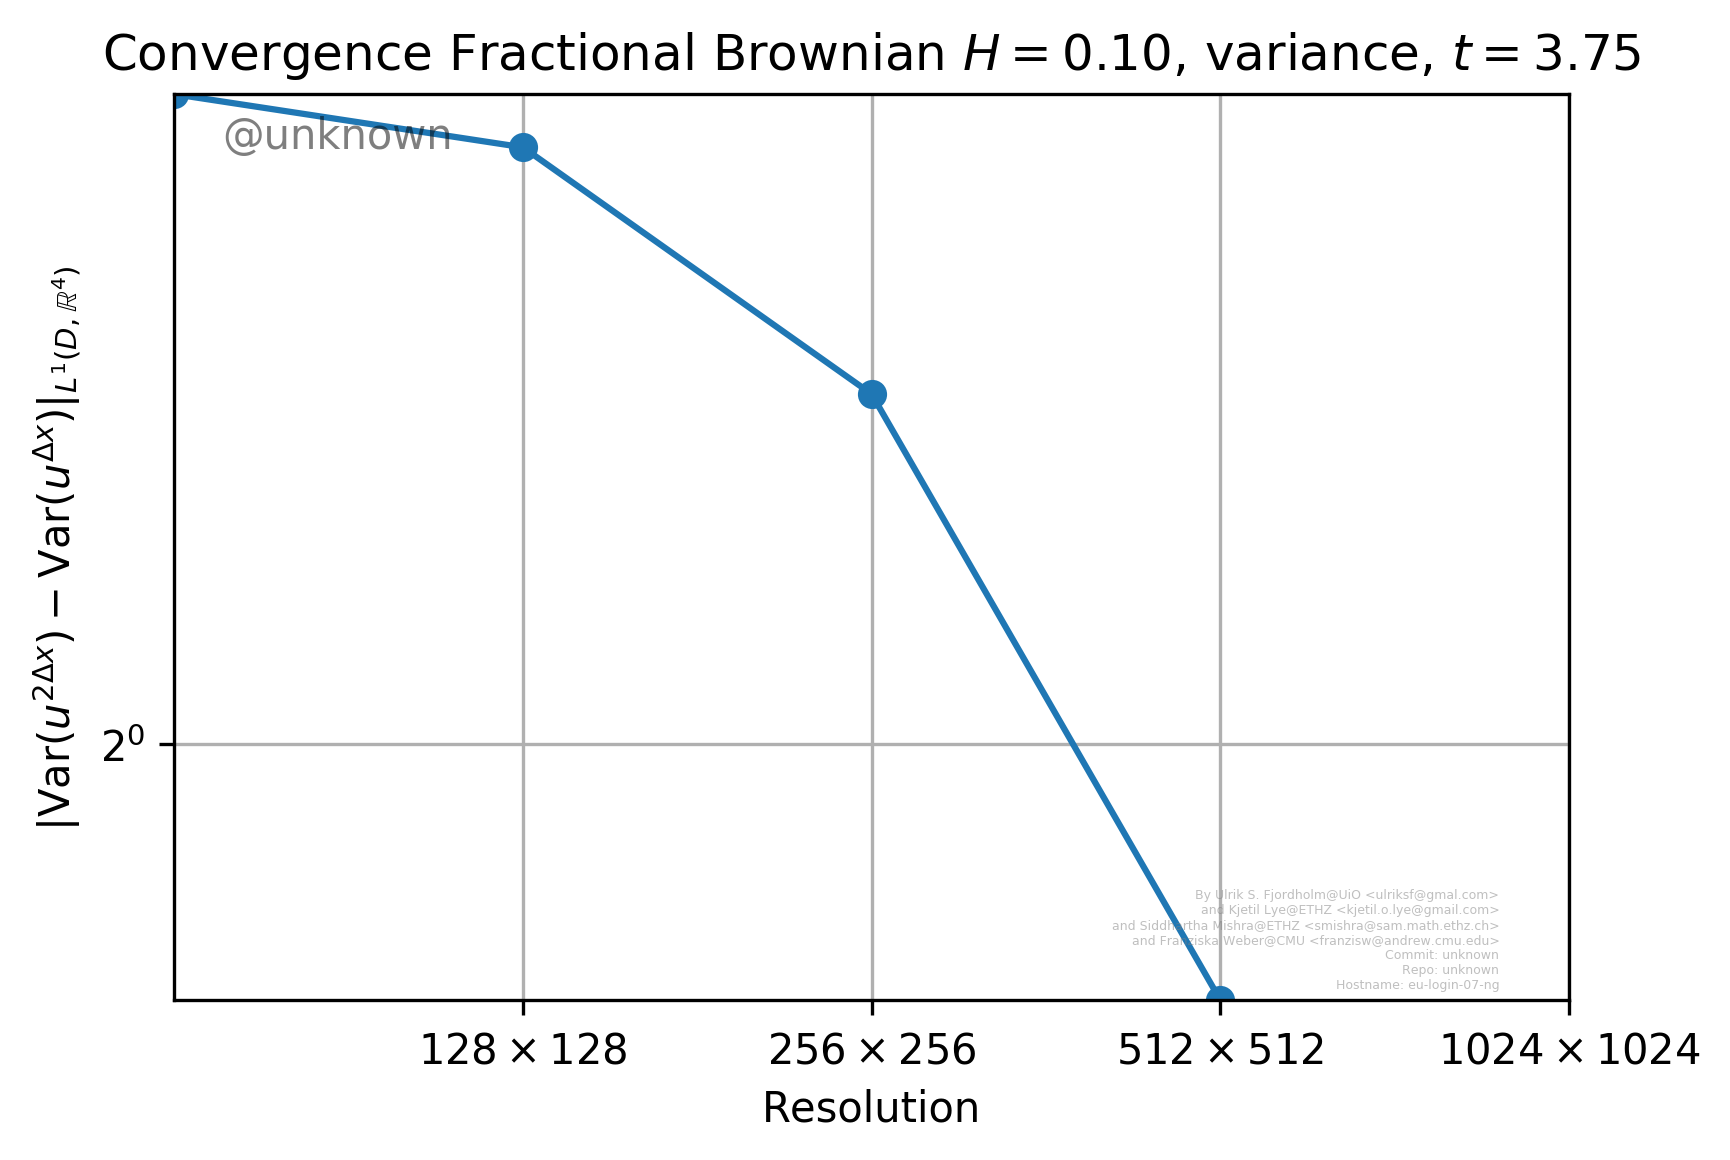 Convergence Fractional Brownian H = 0.10, variance, t = 3.75
@unknown
|Var(u^{2Δx}) − Var(u^{Δx})|_{L^1(D,ℝ^4)}
2^0
By Ulrik S. Fjordholm@UiO <ulriksf@gmal.com>
and Kjetil Lye@ETHZ <kjetil.o.lye@gmail.com>
and Siddhartha Mishra@ETHZ <smishra@sam.math.ethz.ch>
and Franziska Weber@CMU <franzisw@andrew.cmu.edu>
Commit: unknown
Repo: unknown
Hostname: eu-login-07-ng
128 × 128 256 × 256 512 × 512 1024 × 1024
Resolution